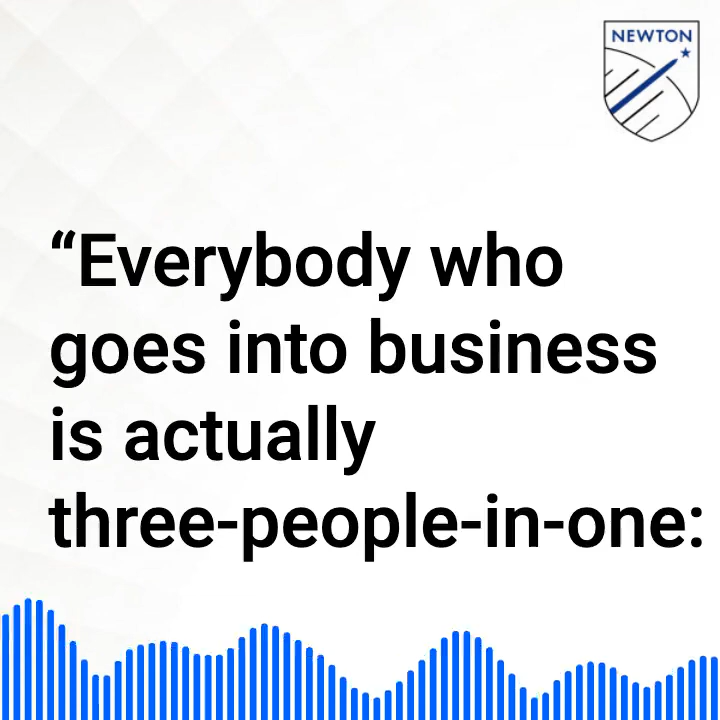 NEWTON
“Everybody who
goes into business
is actually
three-people-in-one: